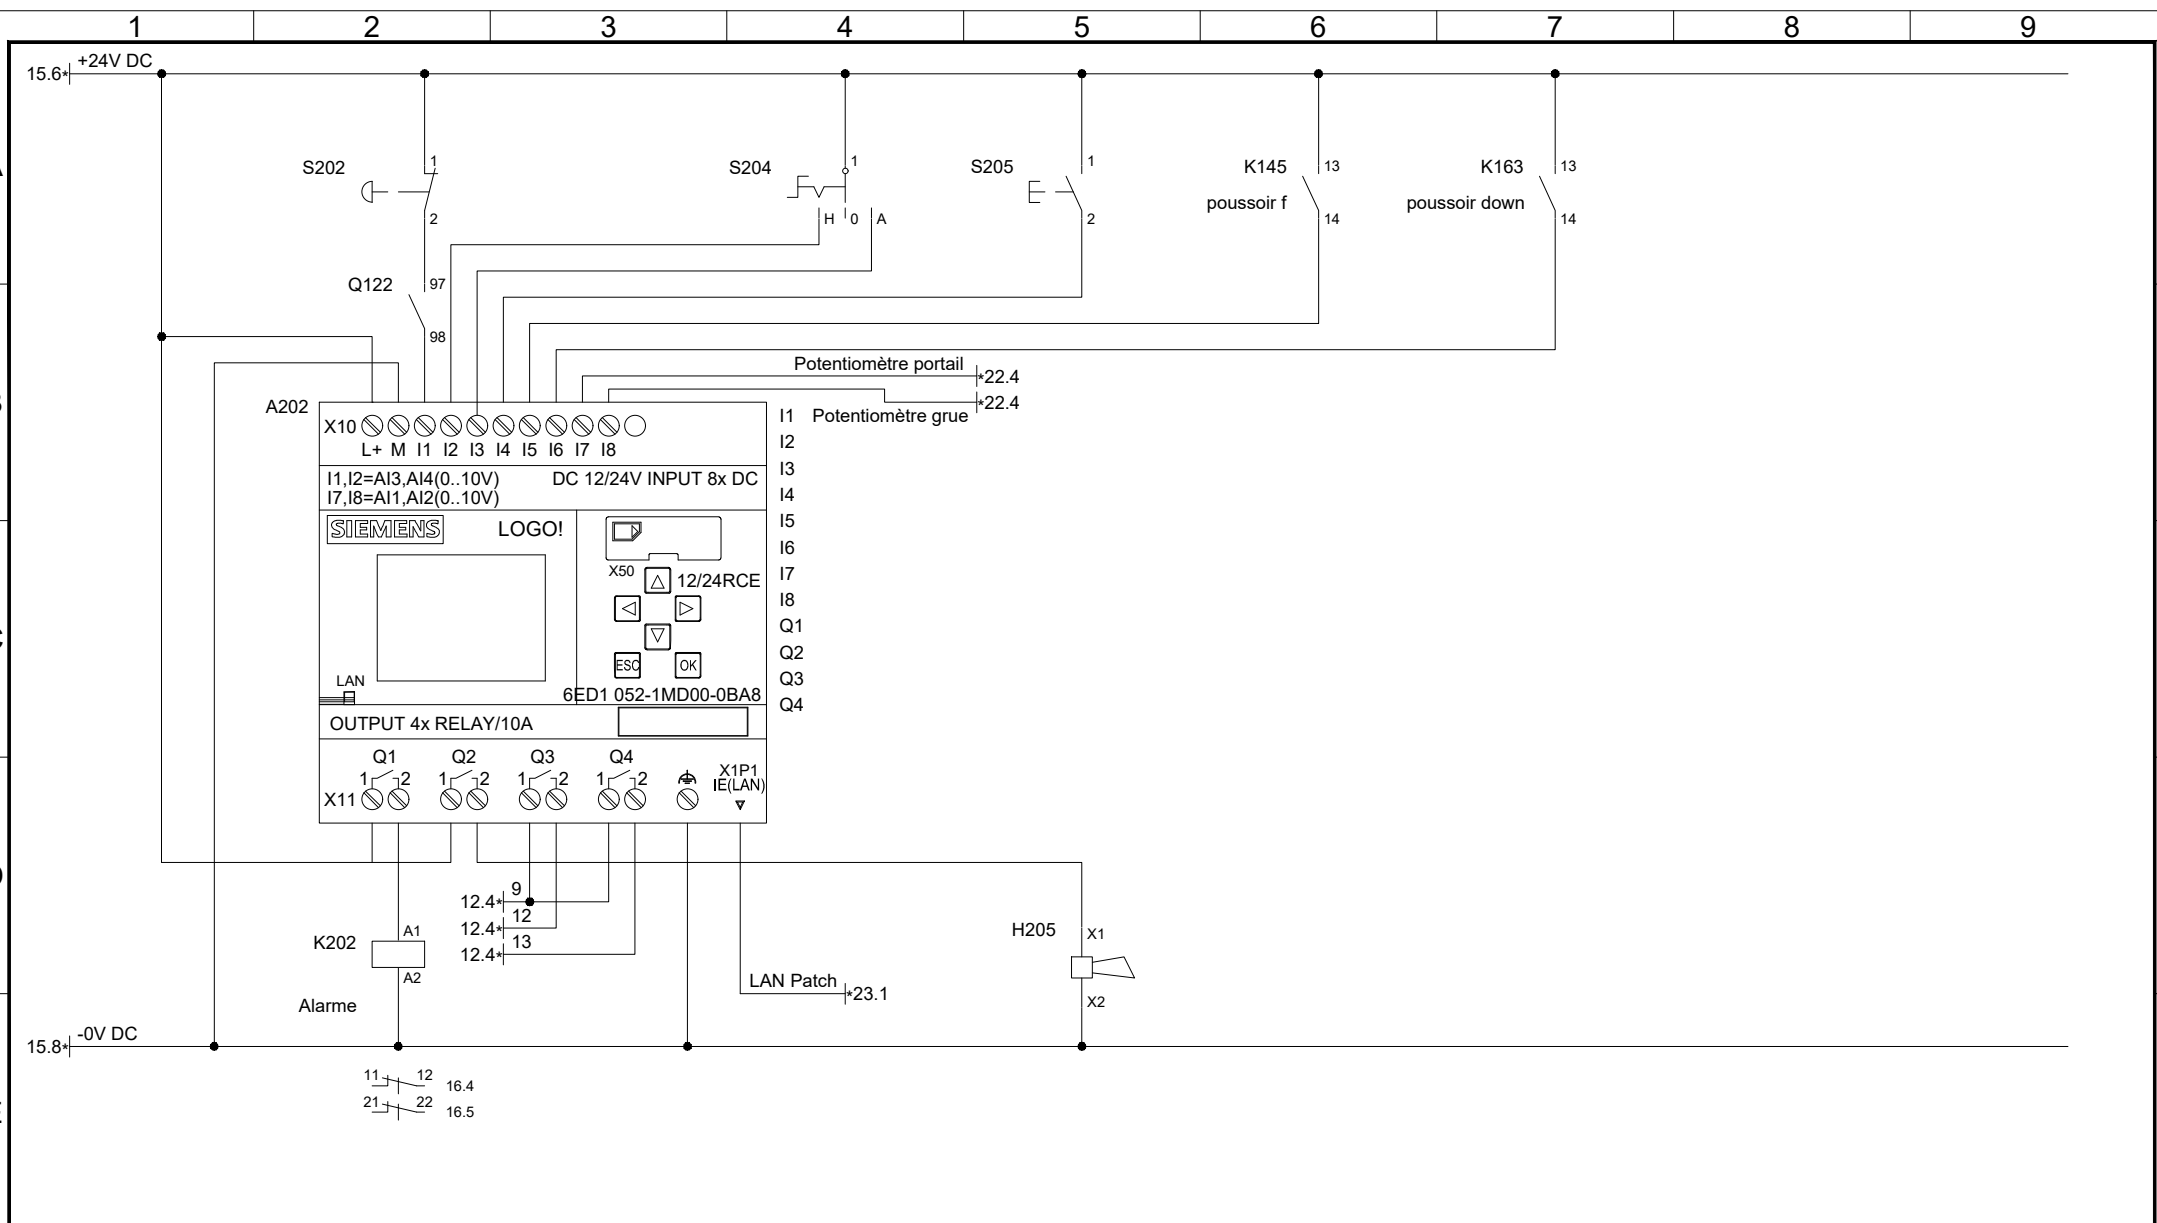 1 2 3 4 5 6 7 8 9
15.6* +24V DC
S202 1 2
S204 1 H 0 A
S205 1 2
K145 13
poussoir f 14
K163 13
poussoir down 14
Q122 97 98
Potentiomètre portail *22.4
Potentiomètre grue *22.4
A202
X10
L+ M I1 I2 I3 I4 I5 I6 I7 I8
I1,I2=AI3,AI4(0..10V) DC 12/24V INPUT 8x DC
I7,I8=AI1,AI2(0..10V)
SIEMENS LOGO!
X50 12/24RCE
ESC OK
LAN
6ED1 052-1MD00-0BA8
OUTPUT 4x RELAY/10A
I1
I2
I3
I4
I5
I6
I7
I8
Q1
Q2
Q3
Q4
Q1 Q2 Q3 Q4
1 2 1 2 1 2 1 2
X11
X1P1
IE(LAN)
12.4* 9
12.4* 12
12.4* 13
K202 A1 A2
Alarme
LAN Patch *23.1
H205 X1 X2
15.8* -0V DC
11 12 16.4
21 22 16.5